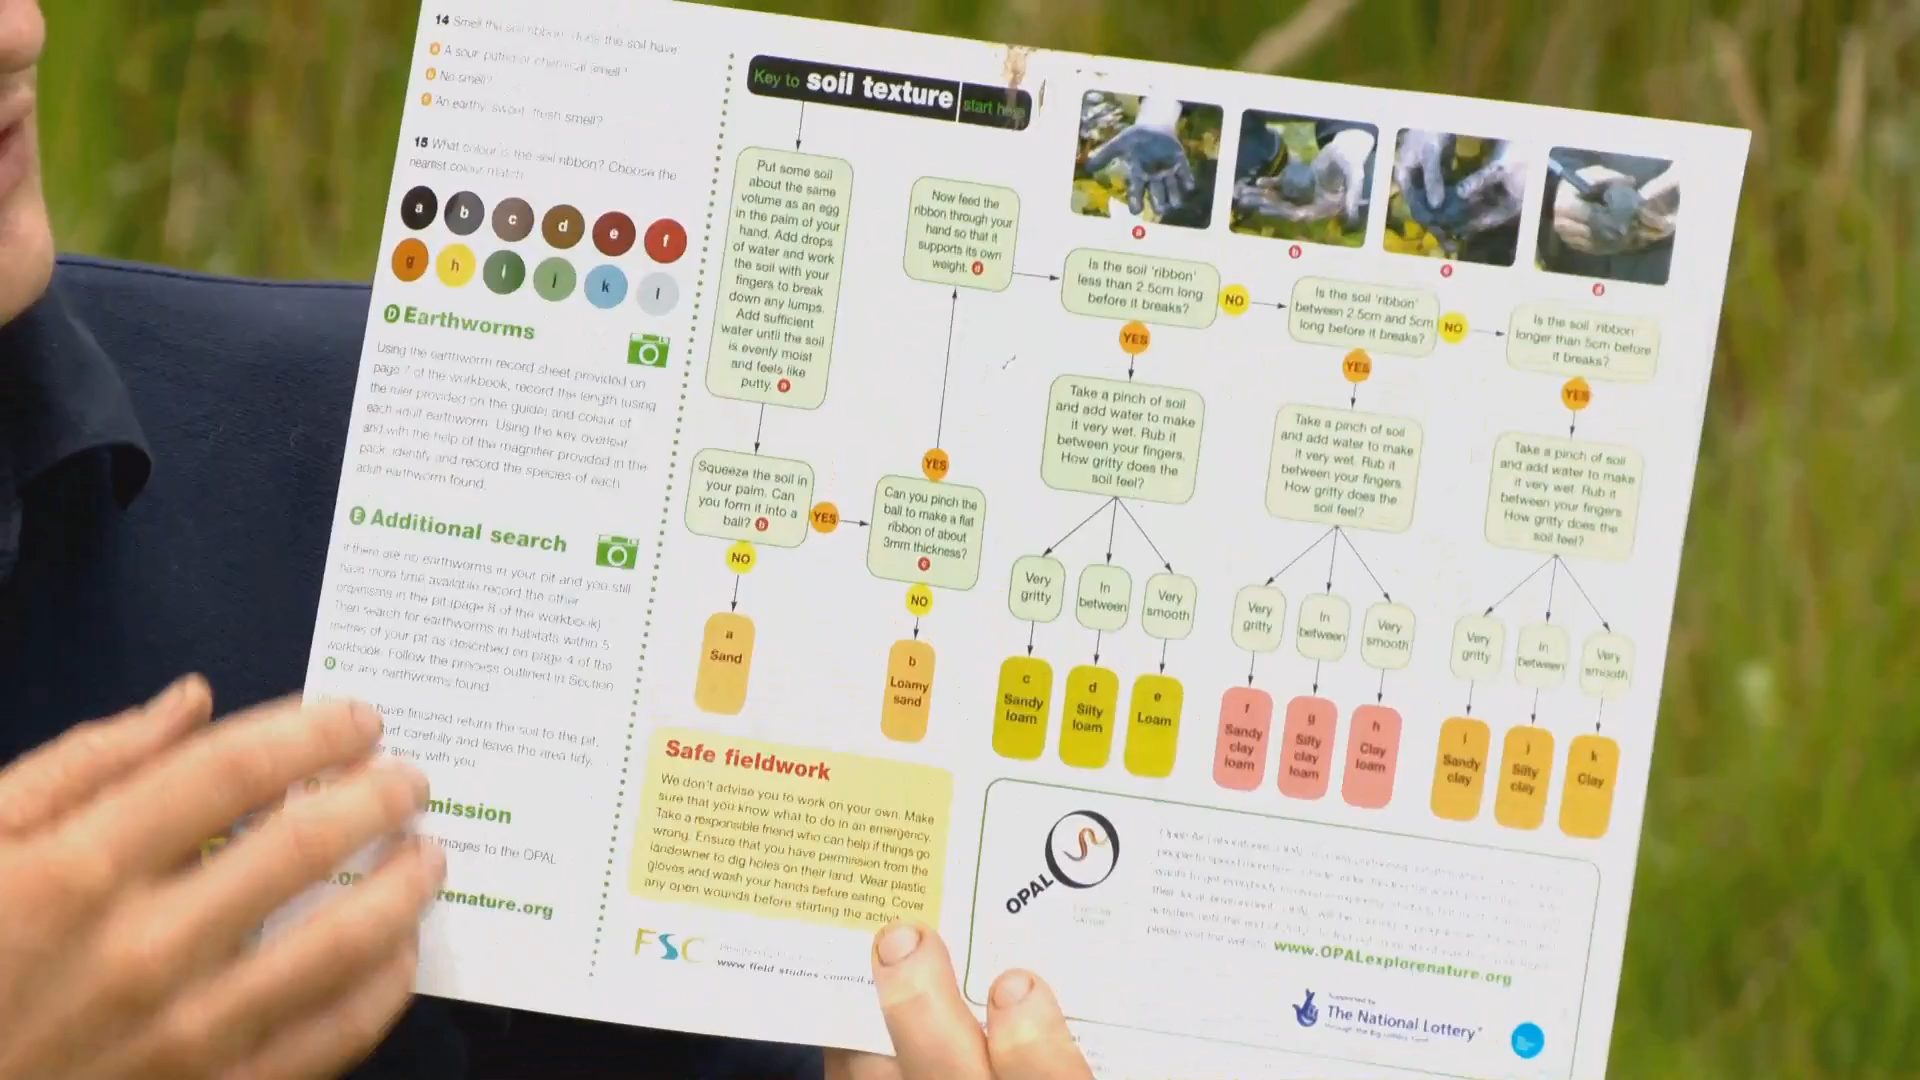 14 Smell the soil ribbon, does the soil have:
A sour, putrid or chemical smell?
No smell?
An earthy, sweet, fresh smell?
15 What colour is the soil ribbon? Choose the
nearest colour match
a b c d e f
g h i j k l
D Earthworms
Using the earthworm record sheet provided on
page 7 of the workbook, record the length (using
the ruler provided on the guide) and colour of
each adult earthworm. Using the key overleaf
and with the help of the magnifier provided in the
pack, identify and record the species of each
adult earthworm found.
E Additional search
If there are no earthworms in your pit and you still
have more time available record the other
organisms in the pit (page 8 of the workbook)
Then search for earthworms in habitats within 5
metres of your pit as described on page 4 of the
workbook. Follow the process outlined in Section
D for any earthworms found
have finished return the soil to the pit,
turf carefully and leave the area tidy.
away with you
mission
images to the OPAL
renature.org
Key to soil texture start here
Put some soil
about the same
volume as an egg
in the palm of your
hand. Add drops
of water and work
the soil with your
fingers to break
down any lumps.
Add sufficient
water until the soil
is evenly moist
and feels like
putty. a
Squeeze the soil in
your palm. Can
you form it into a
ball? b
YES
NO
a
Sand
Can you pinch the
ball to make a flat
ribbon of about
3mm thickness?
c
YES
NO
b
Loamy
sand
Now feed the
ribbon through your
hand so that it
supports its own
weight. d
a
b
c
d
Is the soil 'ribbon'
less than 2.5cm long
before it breaks?
NO
YES
Take a pinch of soil
and add water to make
it very wet. Rub it
between your fingers.
How gritty does the
soil feel?
Very
gritty
In
between
Very
smooth
c
Sandy
loam
d
Silty
loam
e
Loam
Is the soil 'ribbon'
between 2.5cm and 5cm
long before it breaks?
NO
YES
Take a pinch of soil
and add water to make
it very wet. Rub it
between your fingers.
How gritty does the
soil feel?
Very
gritty
In
between
Very
smooth
f
Sandy
clay
loam
g
Silty
clay
loam
h
Clay
loam
Is the soil 'ribbon'
longer than 5cm before
it breaks?
YES
Take a pinch of soil
and add water to make
it very wet. Rub it
between your fingers
How gritty does the
soil feel?
Very
gritty
In
between
Very
smooth
i
Sandy
clay
j
Silty
clay
k
Clay
Safe fieldwork
We don't advise you to work on your own. Make
sure that you know what to do in an emergency.
Take a responsible friend who can help if things go
wrong. Ensure that you have permission from the
landowner to dig holes on their land. Wear plastic
gloves and wash your hands before eating. Cover
any open wounds before starting the activi
FSC
www.field studies council
OPAL
please visit the website www.OPALexplorenature.org
Supported by
The National Lottery
through the Big Lottery Fund